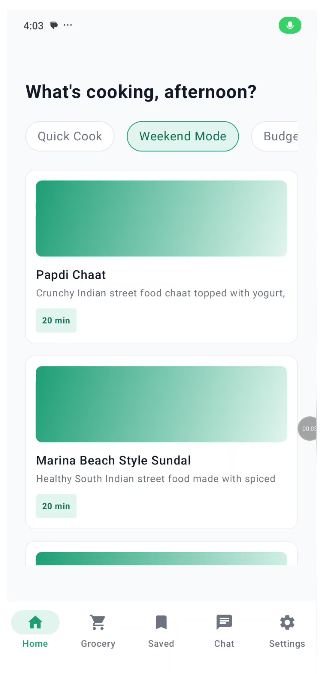 4:03
What's cooking, afternoon?
Quick Cook
Weekend Mode
Budge
Papdi Chaat
Crunchy Indian street food chaat topped with yogurt,
20 min
Marina Beach Style Sundal
Healthy South Indian street food made with spiced
20 min
Home
Grocery
Saved
Chat
Settings